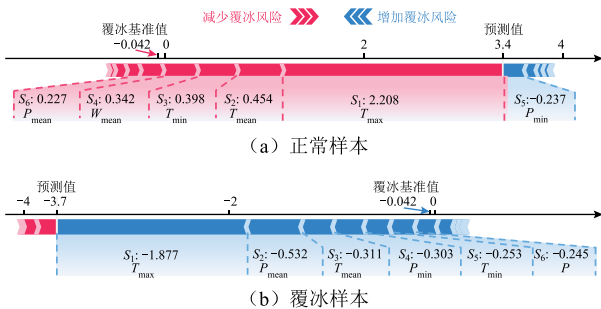 减少覆冰风险 增加覆冰风险
覆冰基准值 预测值
−0.042 0 2 3.4 4
S6: 0.227 S4: 0.342 S3: 0.398 S2: 0.454 S1: 2.208 S5:−0.237
Pmean Wmean Tmin Tmean Tmax Pmin
（a）正常样本
预测值 覆冰基准值
−4 −3.7 −2 −0.042 0
S1: −1.877 S2: −0.532 S3: −0.311 S4: −0.303 S5: −0.253 S6: −0.245
Tmax Pmean Tmean Pmin Tmin P
（b）覆冰样本